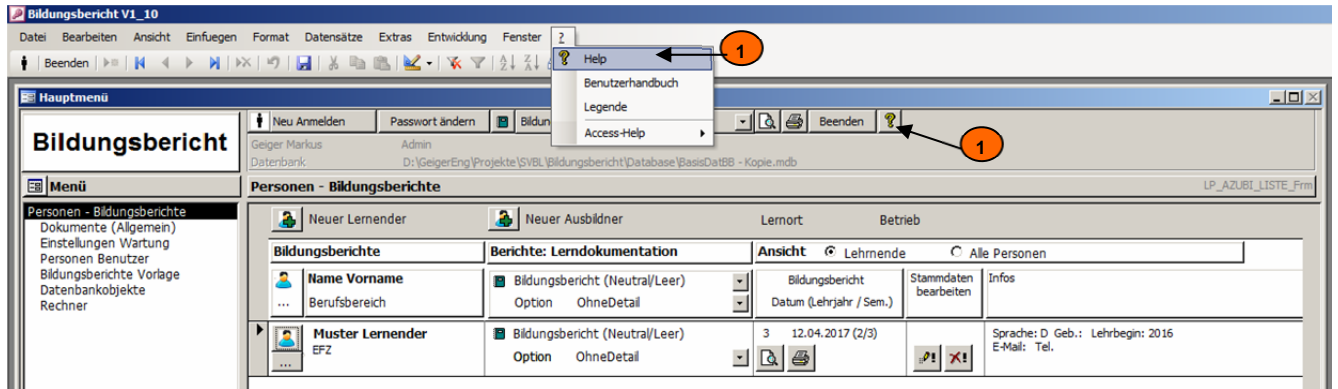 Bildungsbericht V1_10
Datei Bearbeiten Ansicht Einfuegen Format Datensätze Extras Entwicklung Fenster ?
Beenden
Help
1
Benutzerhandbuch
Legende
Access-Help
Hauptmenü
Bildungsbericht
Neu Anmelden Passwort ändern Beenden
1
Geiger Markus Admin
Datenbank D:\GeigerEng\Projekte\SVBL\Bildungsbericht\Database\BasisDatBB - Kopie.mdb
Menü
Personen - Bildungsberichte LP_AZUBI_LISTE_Frm
Personen - Bildungsberichte
Dokumente (Allgemein)
Einstellungen Wartung
Personen Benutzer
Bildungsberichte Vorlage
Datenbankobjekte
Rechner
Neuer Lernender Neuer Ausbildner Lernort Betrieb
Bildungsberichte Berichte: Lerndokumentation Ansicht Lehrnende Alle Personen
Name Vorname Bildungsbericht (Neutral/Leer) Bildungsbericht Stammdaten bearbeiten Infos
... Berufsbereich Option OhneDetail Datum (Lehrjahr / Sem.)
Muster Lernender Bildungsbericht (Neutral/Leer) 3 12.04.2017 (2/3) Sprache: D Geb.: Lehrbegin: 2016
EFZ Option OhneDetail E-Mail: Tel.
...